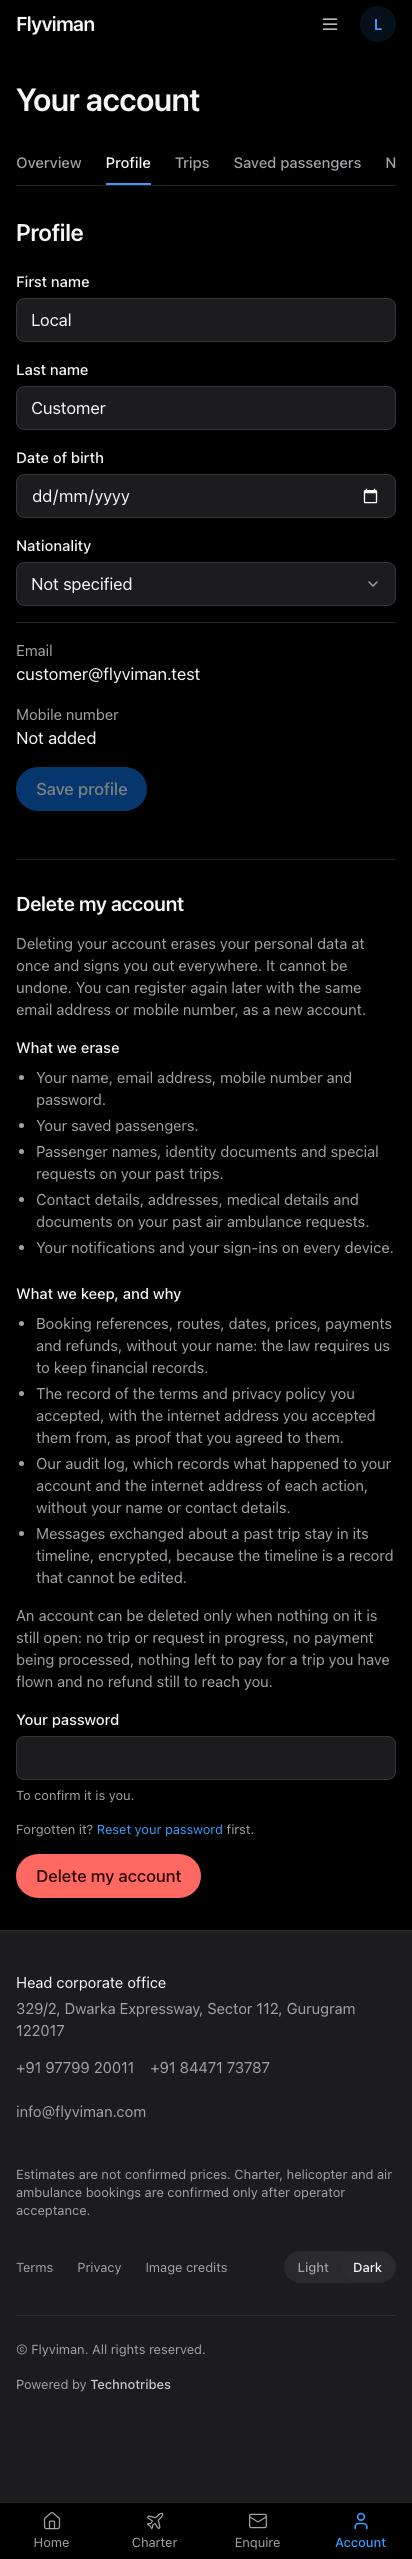 Flyviman
L
Your account
Overview Profile Trips Saved passengers N
Profile
First name
Local
Last name
Customer
Date of birth
dd/mm/yyyy
Nationality
Not specified
Email
customer@flyviman.test
Mobile number
Not added
Save profile
Delete my account
Deleting your account erases your personal data at
once and signs you out everywhere. It cannot be
undone. You can register again later with the same
email address or mobile number, as a new account.
What we erase
• Your name, email address, mobile number and
password.
• Your saved passengers.
• Passenger names, identity documents and special
requests on your past trips.
• Contact details, addresses, medical details and
documents on your past air ambulance requests.
• Your notifications and your sign-ins on every device.
What we keep, and why
• Booking references, routes, dates, prices, payments
and refunds, without your name: the law requires us
to keep financial records.
• The record of the terms and privacy policy you
accepted, with the internet address you accepted
them from, as proof that you agreed to them.
• Our audit log, which records what happened to your
account and the internet address of each action,
without your name or contact details.
• Messages exchanged about a past trip stay in its
timeline, encrypted, because the timeline is a record
that cannot be edited.
An account can be deleted only when nothing on it is
still open: no trip or request in progress, no payment
being processed, nothing left to pay for a trip you have
flown and no refund still to reach you.
Your password
To confirm it is you.
Forgotten it? Reset your password first.
Delete my account
Head corporate office
329/2, Dwarka Expressway, Sector 112, Gurugram
122017
+91 97799 20011 +91 84471 73787
info@flyviman.com
Estimates are not confirmed prices. Charter, helicopter and air
ambulance bookings are confirmed only after operator
acceptance.
Terms Privacy Image credits Light Dark
© Flyviman. All rights reserved.
Powered by Technotribes
Home Charter Enquire Account